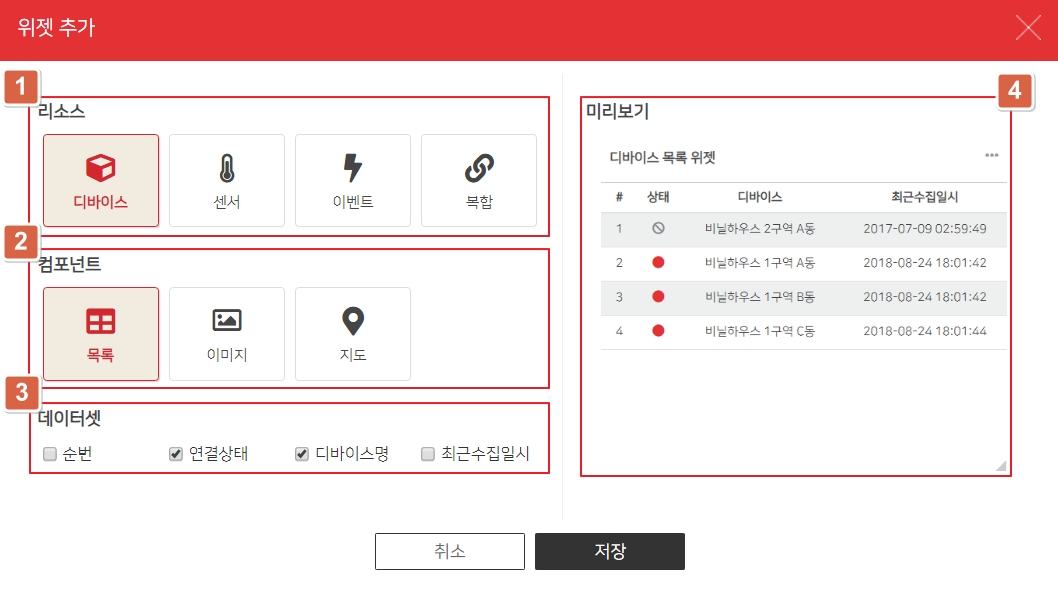 위젯 추가
1
리소스
디바이스 센서 이벤트 복합
2
컴포넌트
목록 이미지 지도
3
데이터셋
순번 연결상태 디바이스명 최근수집일시
4
미리보기
디바이스 목록 위젯
# 상태 디바이스 최근수집일시
1 비닐하우스 2구역 A동 2017-07-09 02:59:49
2 비닐하우스 1구역 A동 2018-08-24 18:01:42
3 비닐하우스 1구역 B동 2018-08-24 18:01:42
4 비닐하우스 1구역 C동 2018-08-24 18:01:44
취소 저장